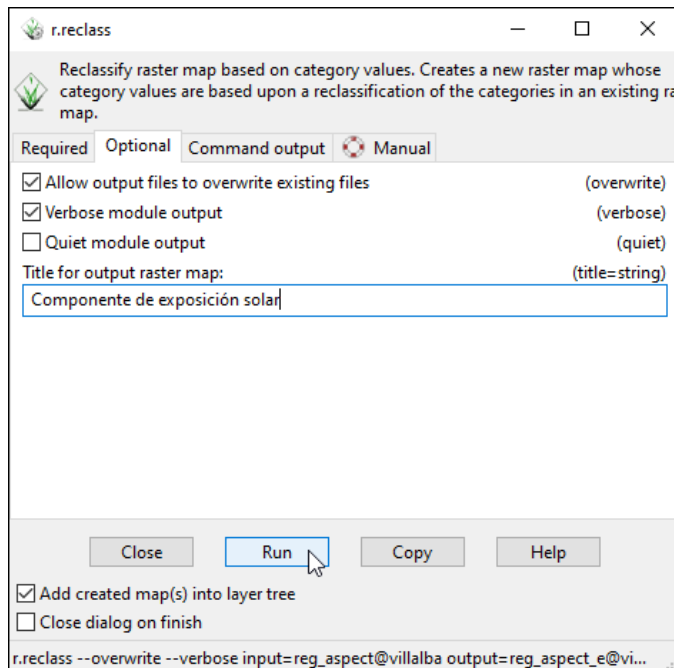 r.reclass
Reclassify raster map based on category values. Creates a new raster map whose
category values are based upon a reclassification of the categories in an existing ra
map.
Required Optional Command output Manual
Allow output files to overwrite existing files (overwrite)
Verbose module output (verbose)
Quiet module output (quiet)
Title for output raster map: (title=string)
Componente de exposición solar
Close Run Copy Help
Add created map(s) into layer tree
Close dialog on finish
r.reclass --overwrite --verbose input=reg_aspect@villalba output=reg_aspect_e@vi...